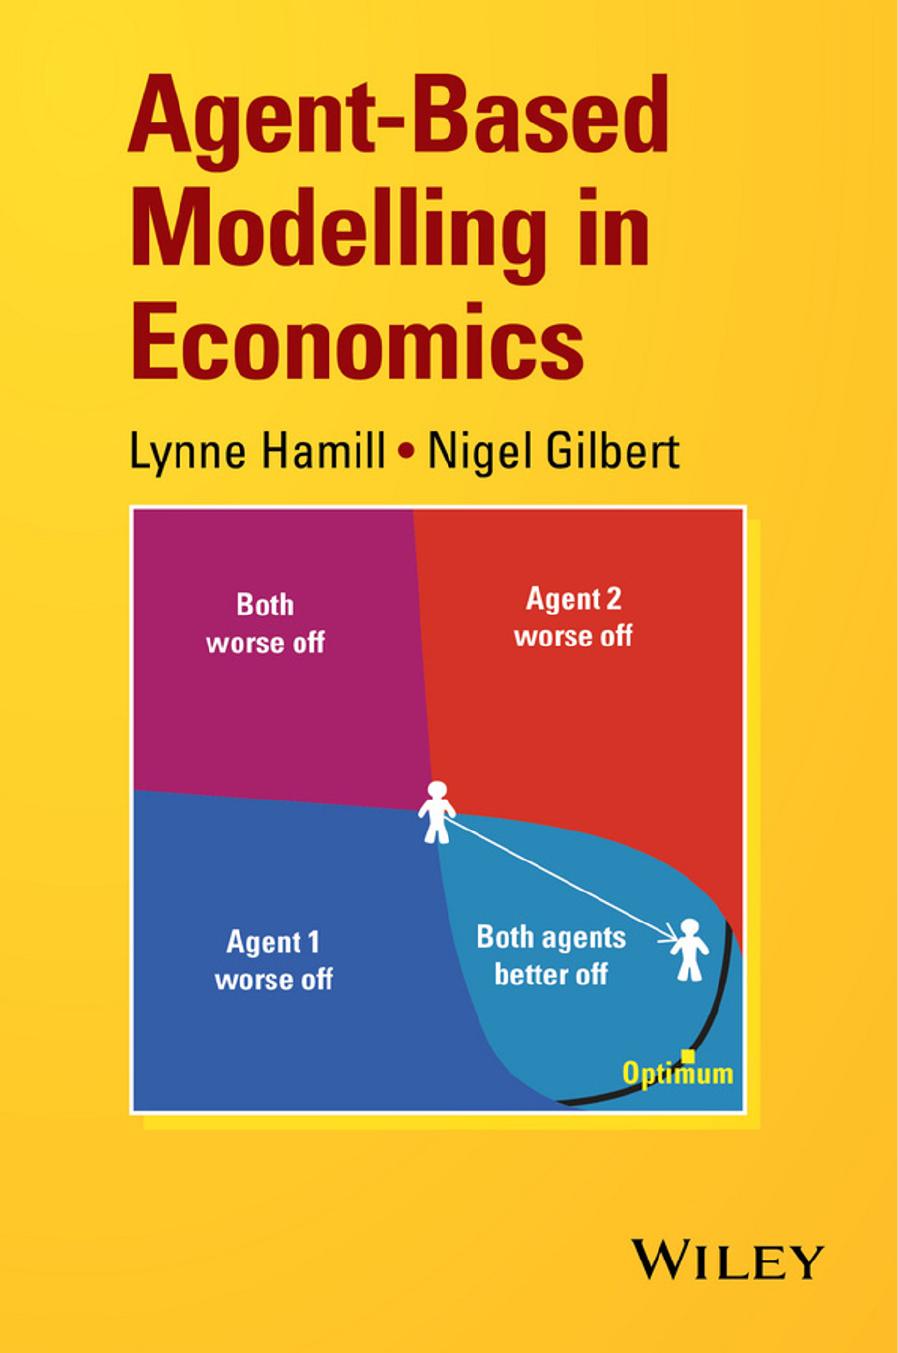 Agent-Based
Modelling in
Economics
Lynne Hamill • Nigel Gilbert
Both
worse off
Agent 2
worse off
Agent 1
worse off
Both agents
better off
Optimum
WILEY